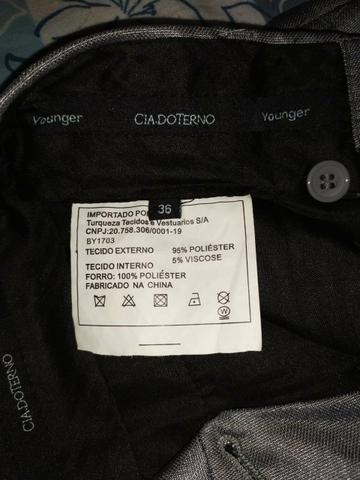 Younger
CIA.DOTERNO
Younger
36
IMPORTADO PO
Turqueza Tecidos e Vestuarios S/A
CNPJ:20.758.306/0001-19
BY1703
TECIDO EXTERNO 95% POLIÉSTER
TECIDO INTERNO 5% VISCOSE
FORRO: 100% POLIÉSTER
FABRICADO NA CHINA
W
CIA.DOTERNO